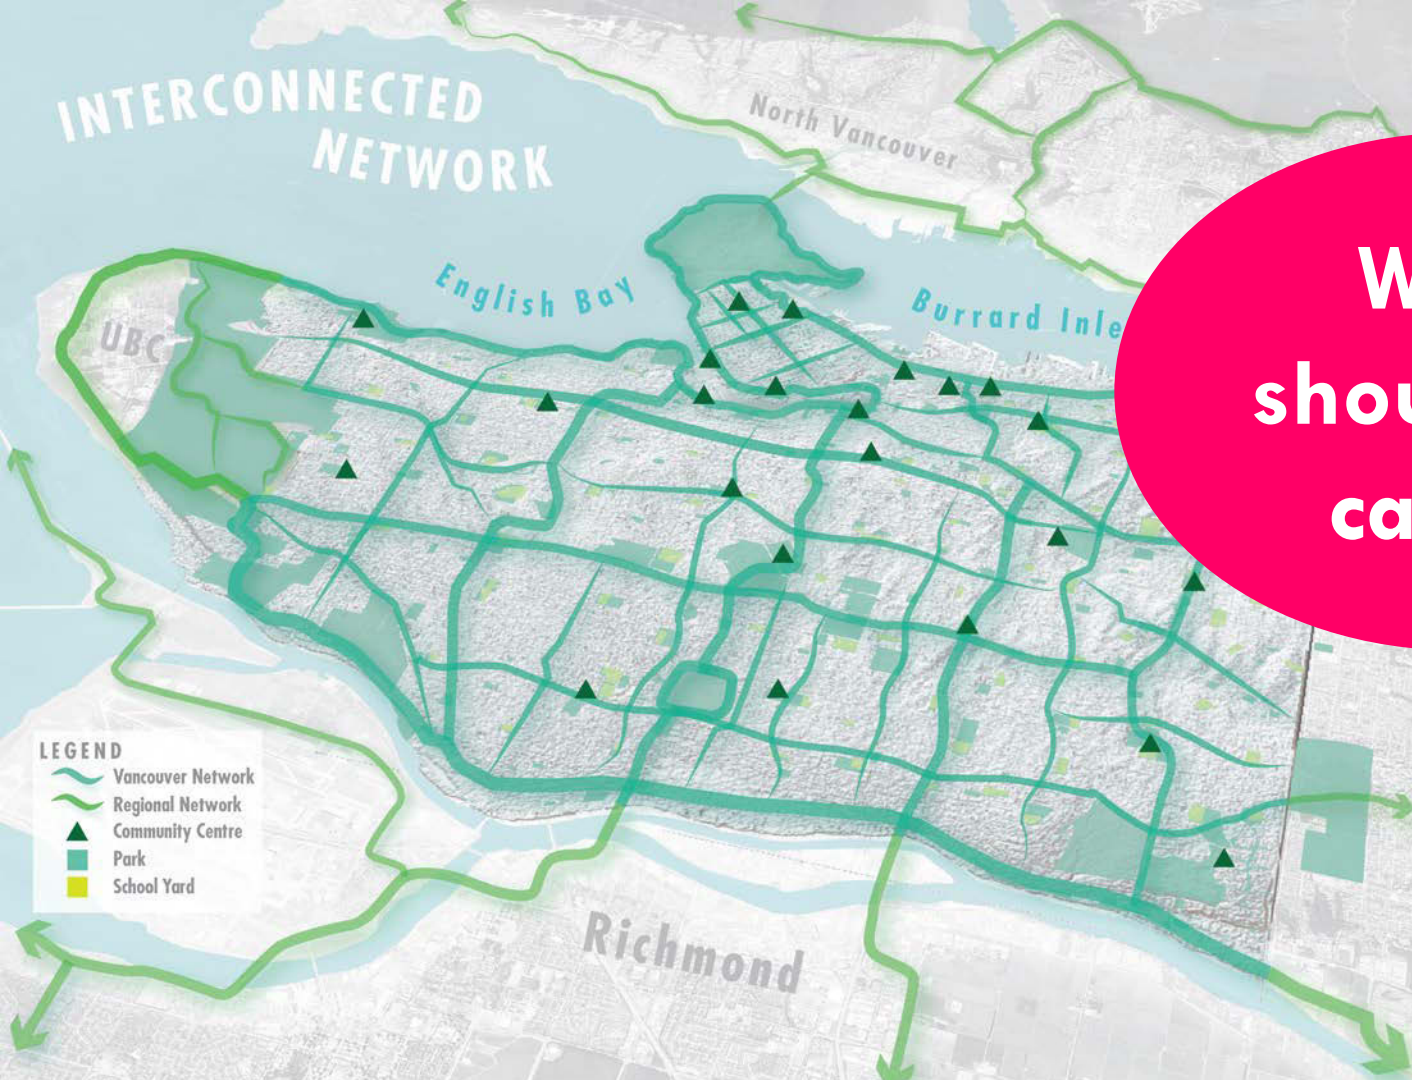 INTERCONNECTED
NETWORK
North Vancouver
English Bay
Burrard Inle
UBC
W
shou
ca
LEGEND
Vancouver Network
Regional Network
Community Centre
Park
School Yard
Richmond